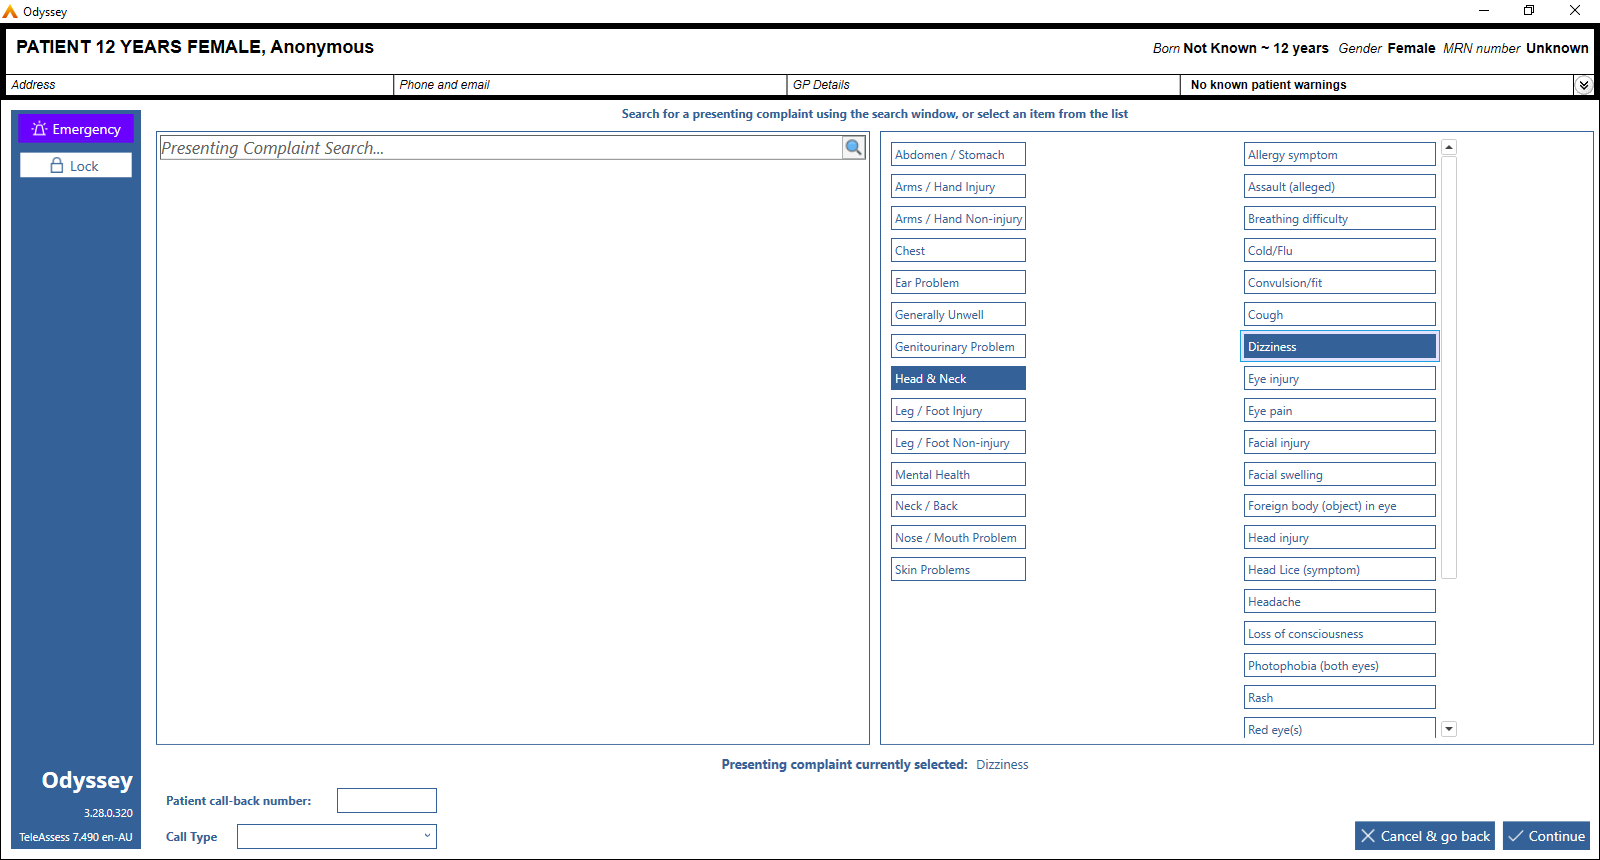 Odyssey
PATIENT 12 YEARS FEMALE, Anonymous
Born Not Known ~ 12 years Gender Female MRN number Unknown
Address
Phone and email
GP Details
No known patient warnings
Emergency
Lock
Search for a presenting complaint using the search window, or select an item from the list
Presenting Complaint Search...
Abdomen / Stomach
Arms / Hand Injury
Arms / Hand Non-injury
Chest
Ear Problem
Generally Unwell
Genitourinary Problem
Head & Neck
Leg / Foot Injury
Leg / Foot Non-injury
Mental Health
Neck / Back
Nose / Mouth Problem
Skin Problems
Allergy symptom
Assault (alleged)
Breathing difficulty
Cold/Flu
Convulsion/fit
Cough
Dizziness
Eye injury
Eye pain
Facial injury
Facial swelling
Foreign body (object) in eye
Head injury
Head Lice (symptom)
Headache
Loss of consciousness
Photophobia (both eyes)
Rash
Red eye(s)
Presenting complaint currently selected: Dizziness
Odyssey
3.28.0.320
TeleAssess 7.490 en-AU
Patient call-back number:
Call Type
Cancel & go back
Continue